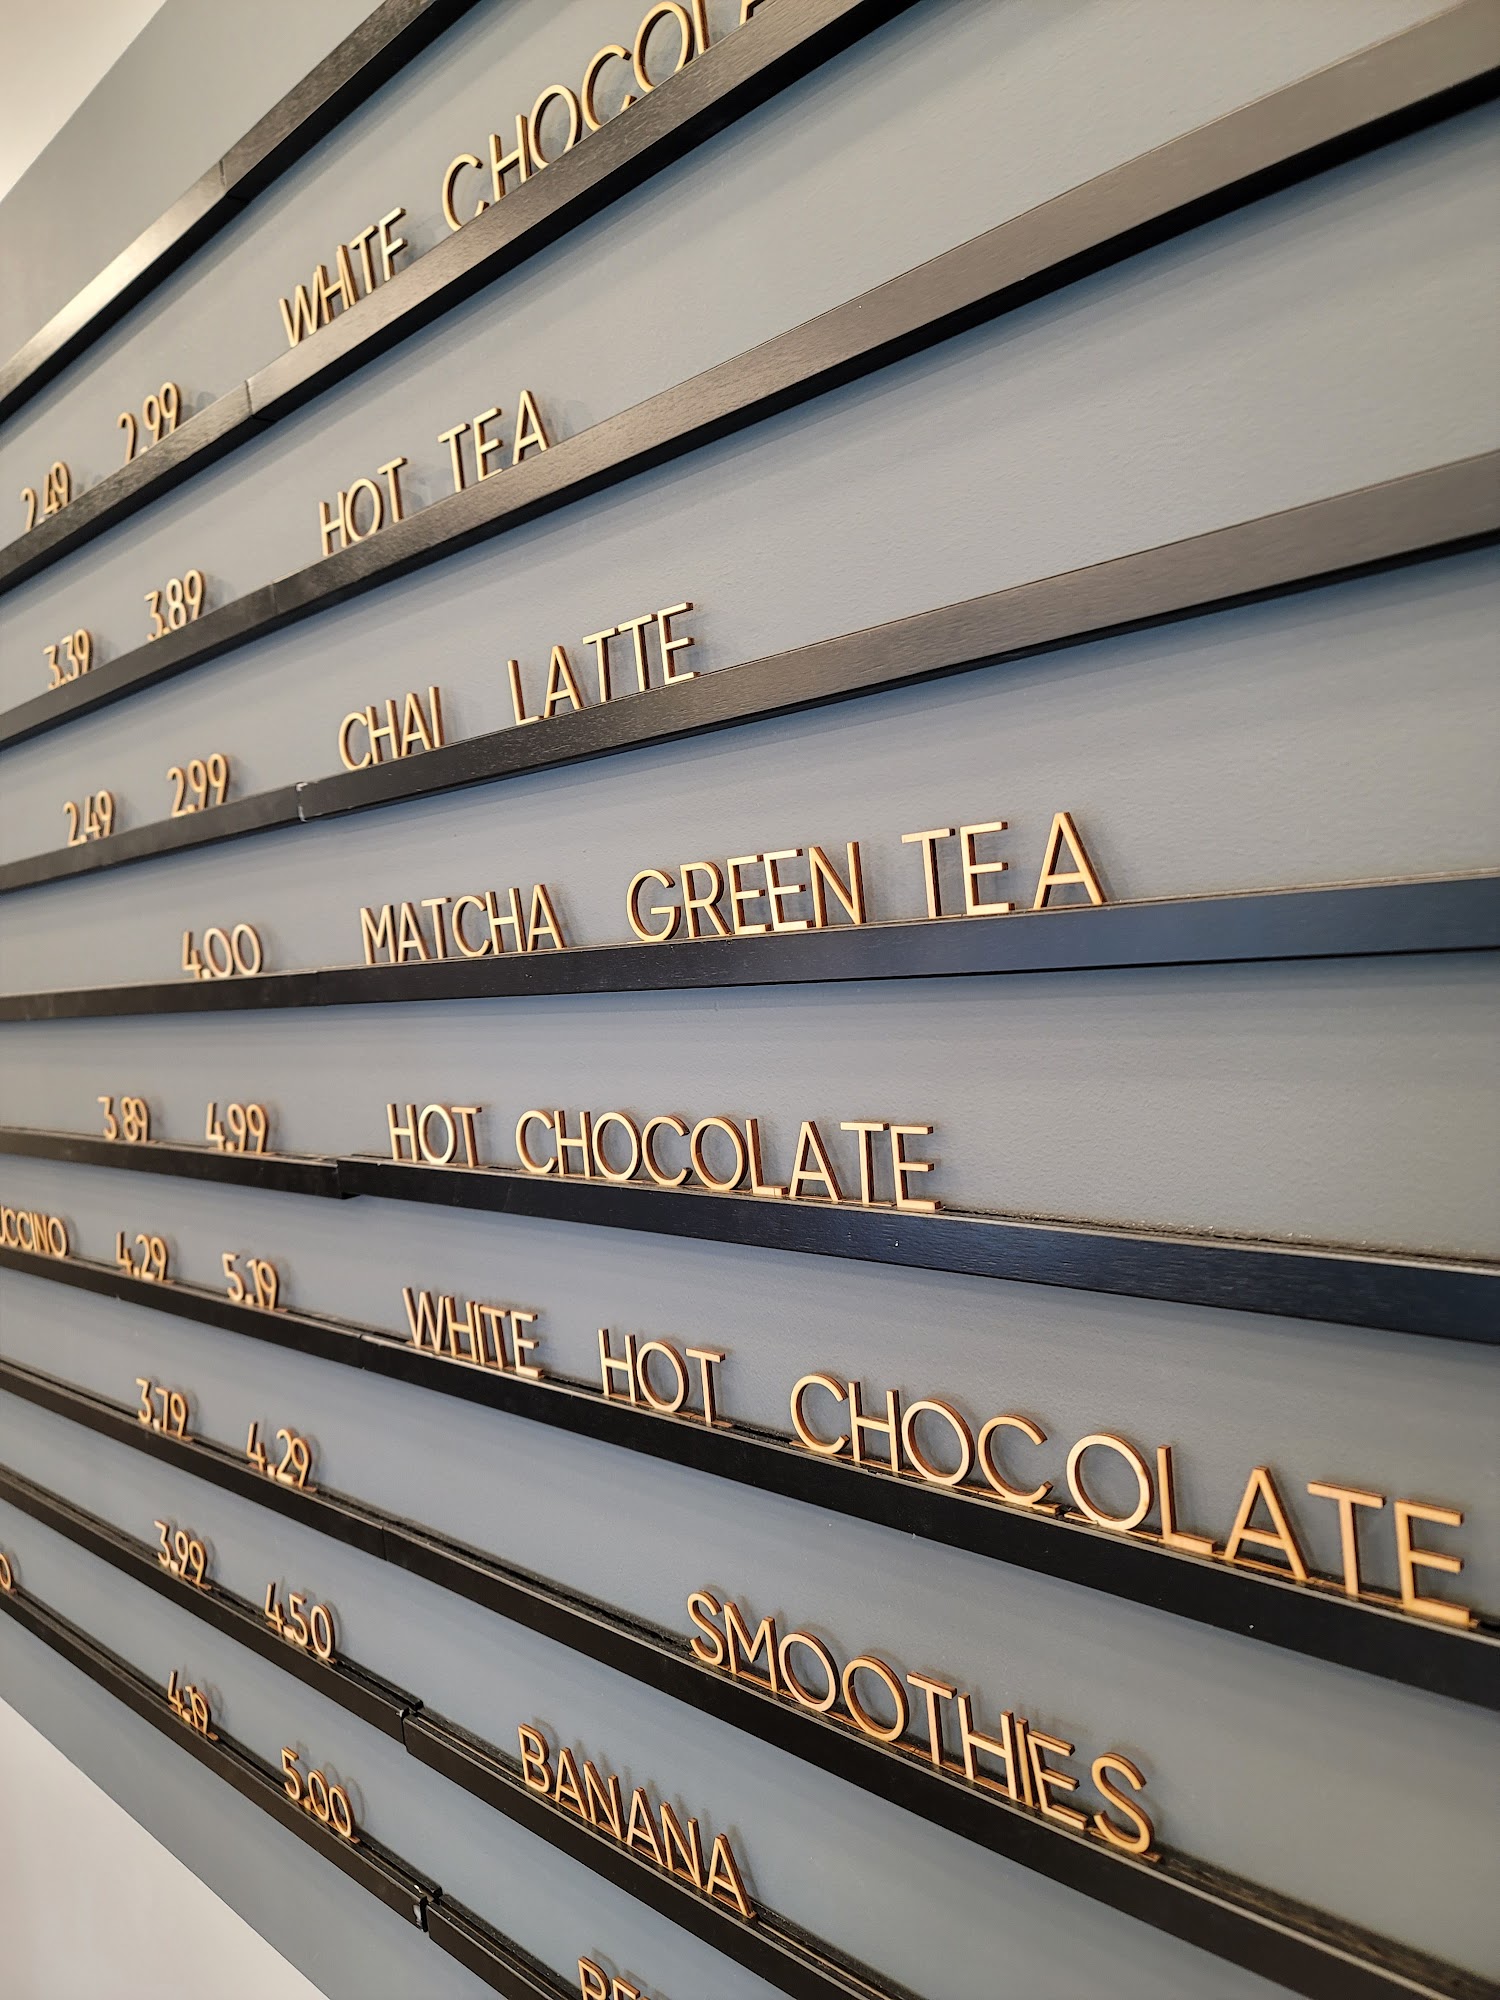 2.49 2.99 WHITE
3.39 3.89 HOT TEA
2.49 2.99 CHAI LATTE
4.00 MATCHA GREEN TEA
3.89 4.99 HOT CHOCOLATE
4.29 5.19 WHITE HOT CHOCOLATE
3.79 4.29 SMOOTHIES
3.99 4.50 BANANA
4.19 5.00